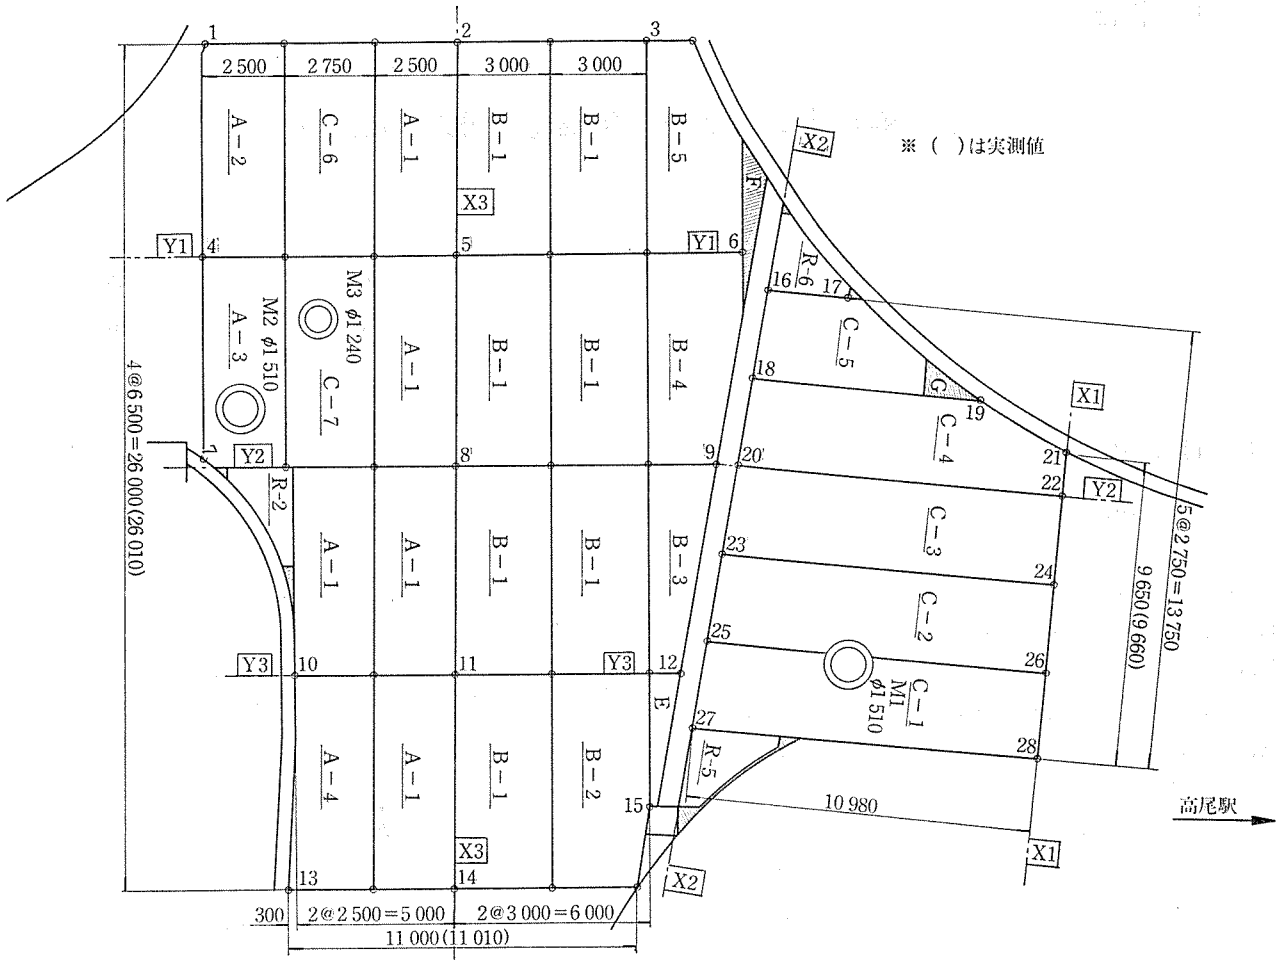 1
2
3
2 500
2 750
2 500
3 000
3 000
A-2
C-6
A-1
B-1
B-1
B-5
X2
※ (　)は実測値
F
X3
Y1
4
5
Y1
6
R-6
16
17
M3 φ1 240
M2 φ1 510
A-3
C-7
A-1
B-1
B-1
B-4
C-5
18
G
19
C-4
X1
4@6 500=26 000(26 010)
7
Y2
8
9
20
21
22
Y2
R-2
A-1
A-1
B-1
B-1
B-3
23
C-3
24
5@2 750=13 750
9 650(9 660)
C-2
25
26
Y3
10
11
Y3
12
E
C-1
M1
φ1 510
27
28
A-4
A-1
B-1
B-2
R-5
15
10 980
高尾駅
X3
X2
X1
13
14
300
2@2 500=5 000
2@3 000=6 000
11 000(11 010)